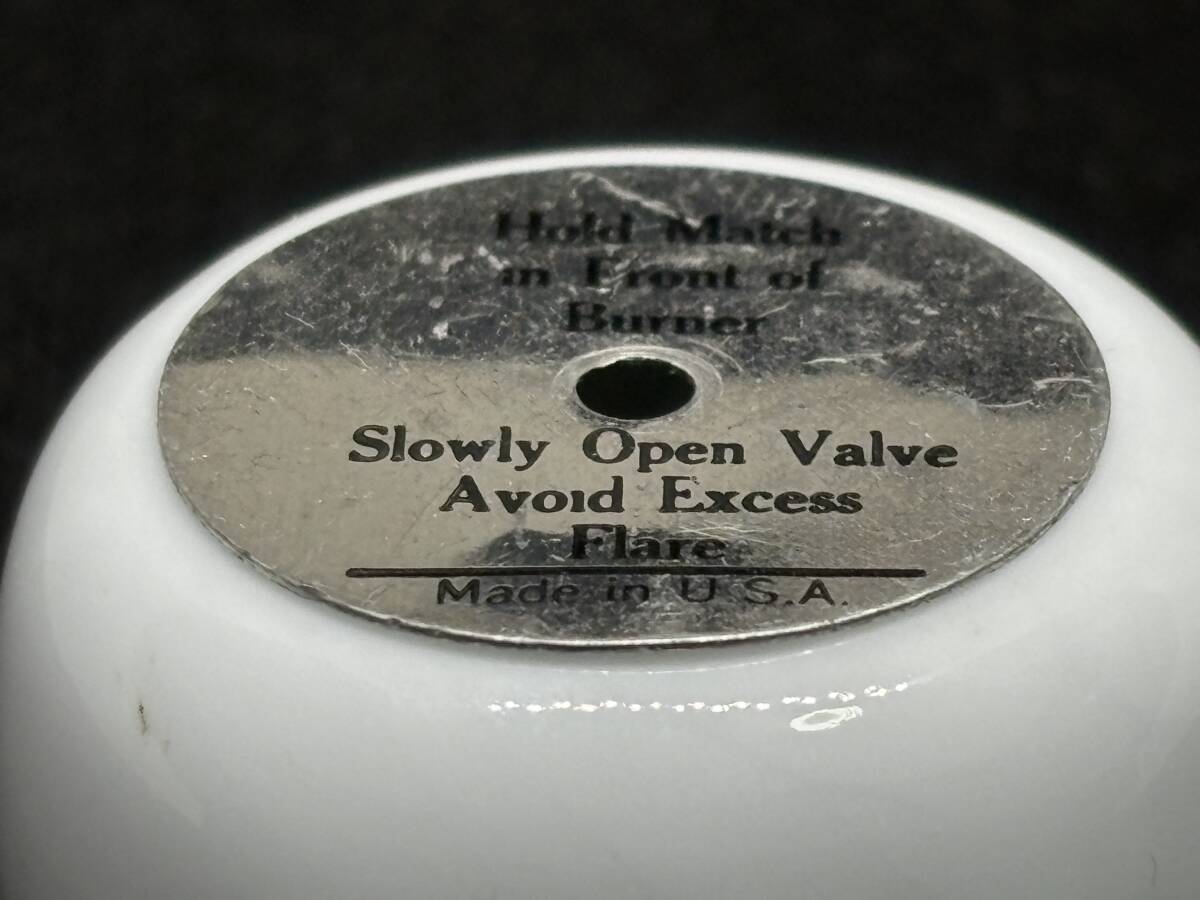 Hold Match
in Front of
Burner
Slowly Open Valve
Avoid Excess
Flare
Made in U S.A.